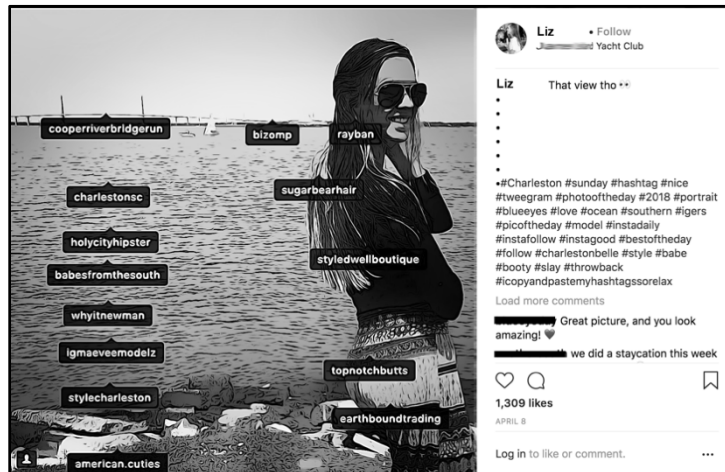 cooperriverbridgerun
bizomp
rayban
charlestonsc
sugarbearhair
holycityhipster
babesfromthesouth
styledwellboutique
whyitnewman
igmaeveemodelz
topnotchbutts
stylecharleston
earthboundtrading
american.cuties
Liz • Follow
Yacht Club
Liz That view tho 👀
•
•
•
•
•
•
•#Charleston #sunday #hashtag #nice
#tweegram #photooftheday #2018 #portrait
#blueeyes #love #ocean #southern #igers
#picoftheday #model #instadaily
#instafollow #instagood #bestoftheday
#follow #charlestonbelle #style #babe
#booty #slay #throwback
#icopyandpastemyhashtagssorelax
Load more comments
Great picture, and you look
amazing! 🖤
we did a staycation this week
1,309 likes
APRIL 8
Log in to like or comment.